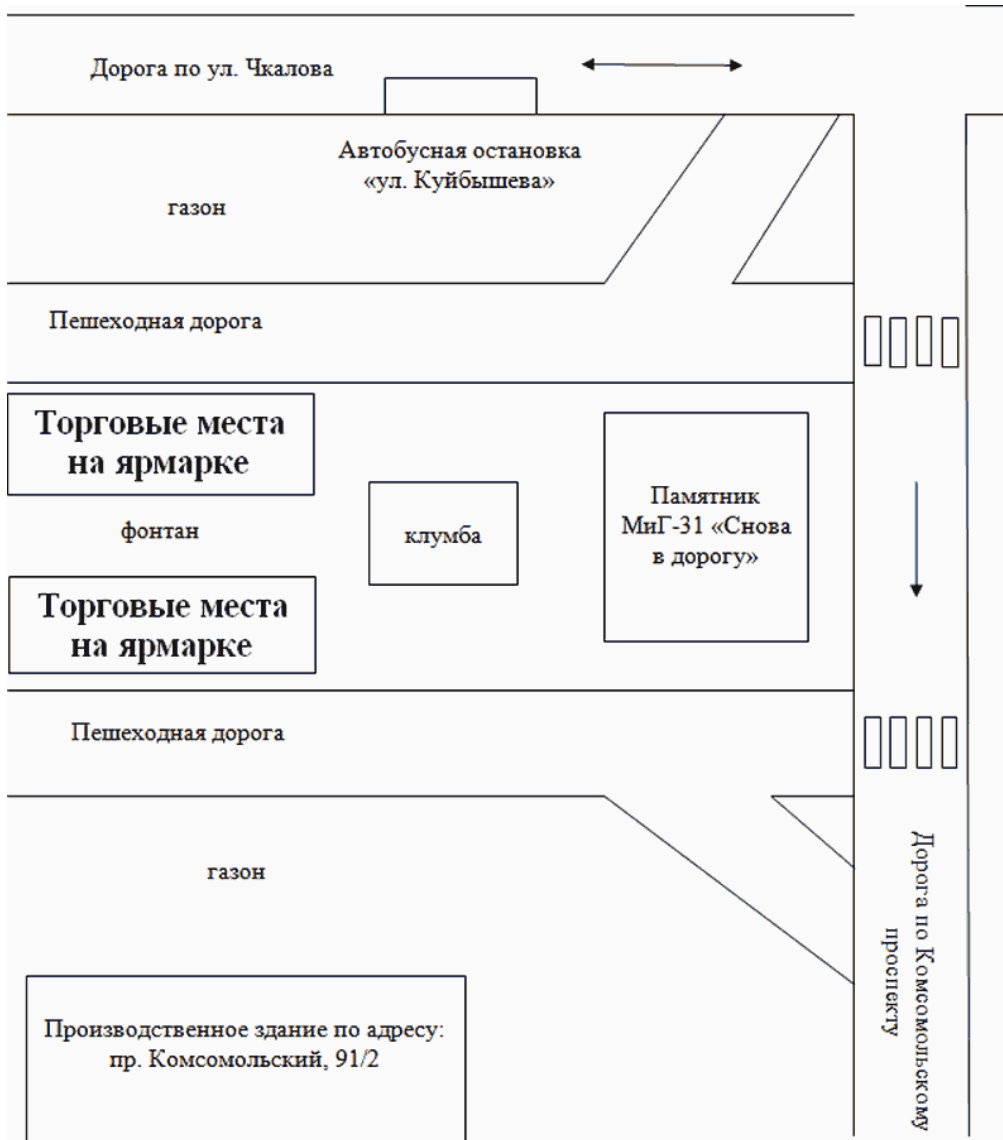 Дорога по ул. Чкалова
Автобусная остановка
«ул. Куйбышева»
газон
Пешеходная дорога
Торговые места
на ярмарке
фонтан
клумба
Памятник
МиГ-31 «Снова
в дорогу»
Торговые места
на ярмарке
Пешеходная дорога
газон
Дорога по Комсомольскому
проспекту
Производственное здание по адресу:
пр. Комсомольский, 91/2